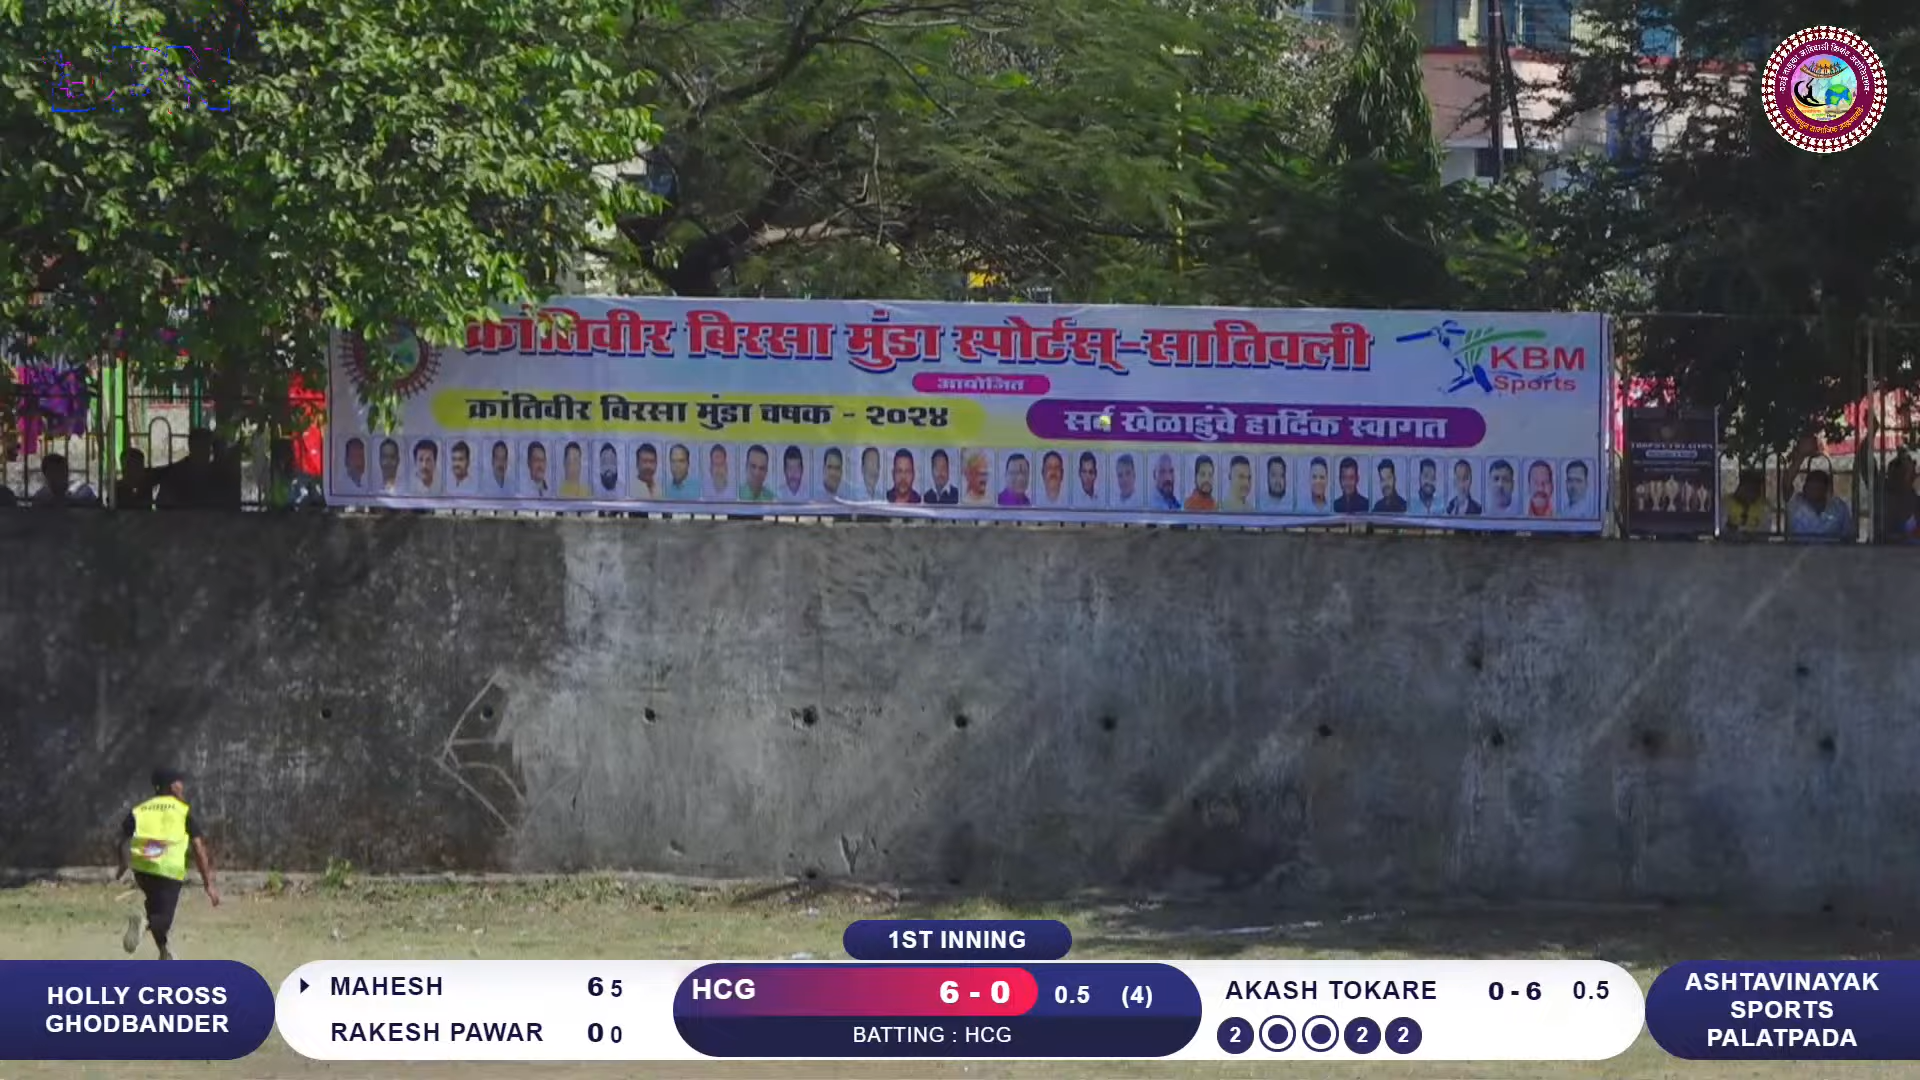 क्रांतिवीर बिरसा मुंडा स्पोर्टस्-सातिवली
KBM
Sports
आयोजित
क्रांतिवीर बिरसा मुंडा चषक - २०२४
सर्व खेळाडुंचे हार्दिक स्वागत
1ST INNING
HOLLY CROSS
GHODBANDER
MAHESH 6 5
RAKESH PAWAR 0 0
HCG 6 - 0 0.5 (4)
BATTING : HCG
AKASH TOKARE 0 - 6 0.5
2 2 2
ASHTAVINAYAK
SPORTS
PALATPADA